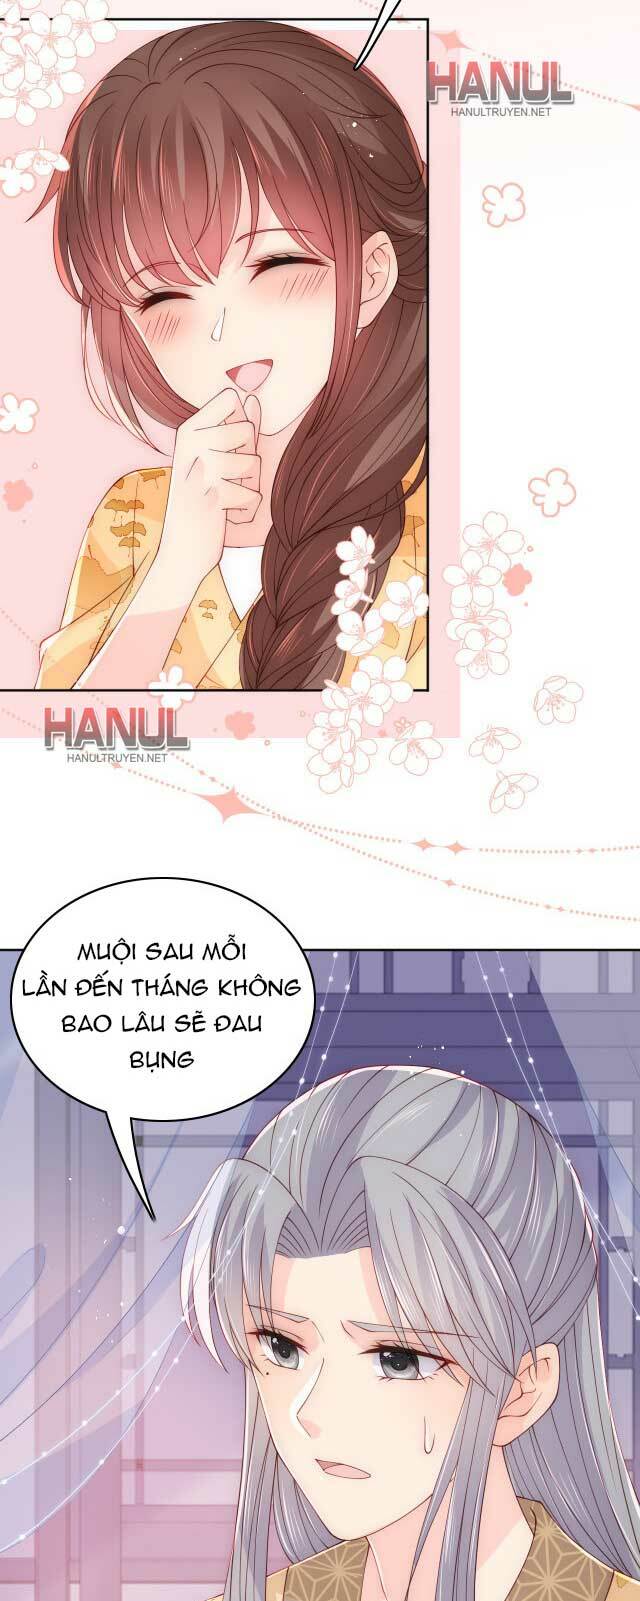 HANUL
HANULTRUYEN.NET
HANUL
HANULTRUYEN.NET
MUỘI SAU MỖI
LẦN ĐẾN THÁNG KHÔNG
BAO LÂU SẼ ĐAU
BỤNG